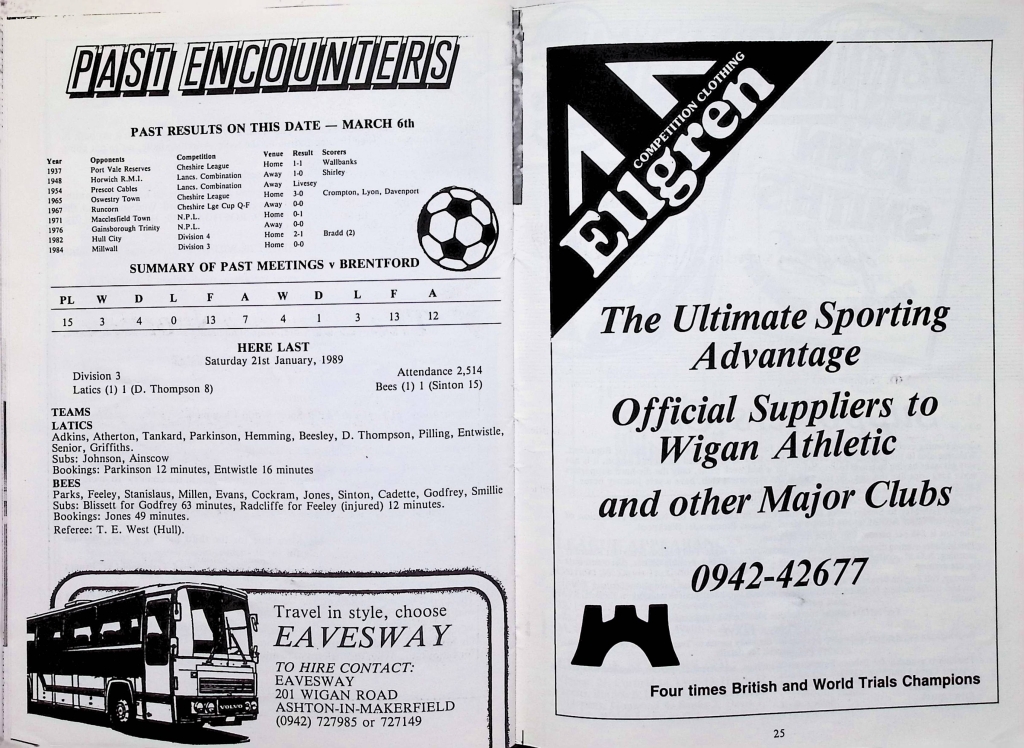 PAST ENCOUNTERS
PAST RESULTS ON THIS DATE — MARCH 6th
Year Opponents Competition Venue Result Scorers
1937 Port Vale Reserves Cheshire League Home 1-1 Wallbanks
1948 Horwich R.M.I. Lancs. Combination Away 1-0 Shirley
1954 Prescot Cables Lancs. Combination Away Livesey
1965 Oswestry Town Cheshire League Home 3-0 Crompton, Lyon, Davenport
1967 Runcorn Cheshire Lge Cup Q-F Away 0-0
1971 Macclesfield Town N.P.L. Home 0-1
1976 Gainsborough Trinity N.P.L. Away 0-0
1982 Hull City Division 4 Home 2-1 Bradd (2)
1984 Millwall Division 3 Home 0-0
SUMMARY OF PAST MEETINGS v BRENTFORD
PL W D L F A W D L F A
15 3 4 0 13 7 4 1 3 13 12
HERE LAST
Saturday 21st January, 1989
Division 3 Attendance 2,514
Latics (1) 1 (D. Thompson 8) Bees (1) 1 (Sinton 15)
TEAMS
LATICS
Adkins, Atherton, Tankard, Parkinson, Hemming, Beesley, D. Thompson, Pilling, Entwistle,
Senior, Griffiths.
Subs: Johnson, Ainscow
Bookings: Parkinson 12 minutes, Entwistle 16 minutes
BEES
Parks, Feeley, Stanislaus, Millen, Evans, Cockram, Jones, Sinton, Cadette, Godfrey, Smillie
Subs: Blissett for Godfrey 63 minutes, Radcliffe for Feeley (injured) 12 minutes.
Bookings: Jones 49 minutes.
Referee: T. E. West (Hull).
VOLVO
Travel in style, choose
EAVESWAY
TO HIRE CONTACT:
EAVESWAY
201 WIGAN ROAD
ASHTON-IN-MAKERFIELD
(0942) 727985 or 727149
COMPETITION CLOTHING
Ellgren
The Ultimate Sporting
Advantage
Official Suppliers to
Wigan Athletic
and other Major Clubs
0942-42677
Four times British and World Trials Champions
25